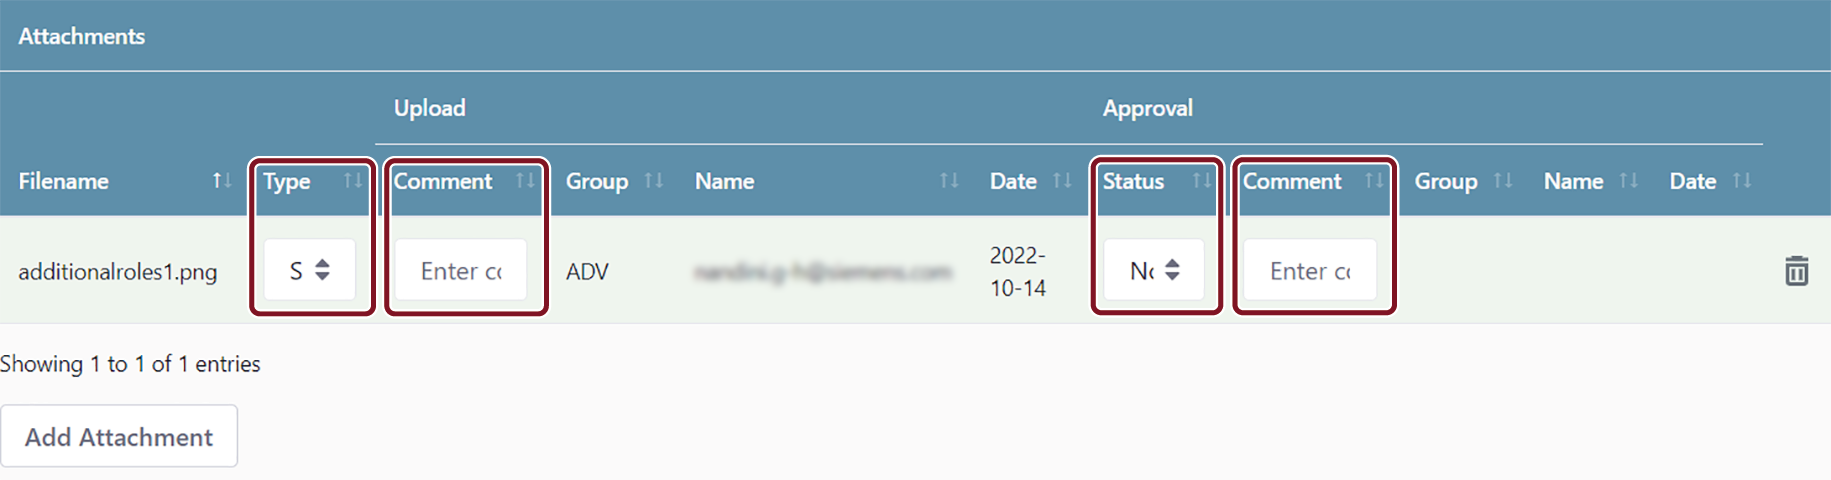 Attachments
Upload Approval
Filename Type Comment Group Name Date Status Comment Group Name Date
additionalroles1.png S Enter cc ADV 2022-10-14 Nc Enter cc
Showing 1 to 1 of 1 entries
Add Attachment